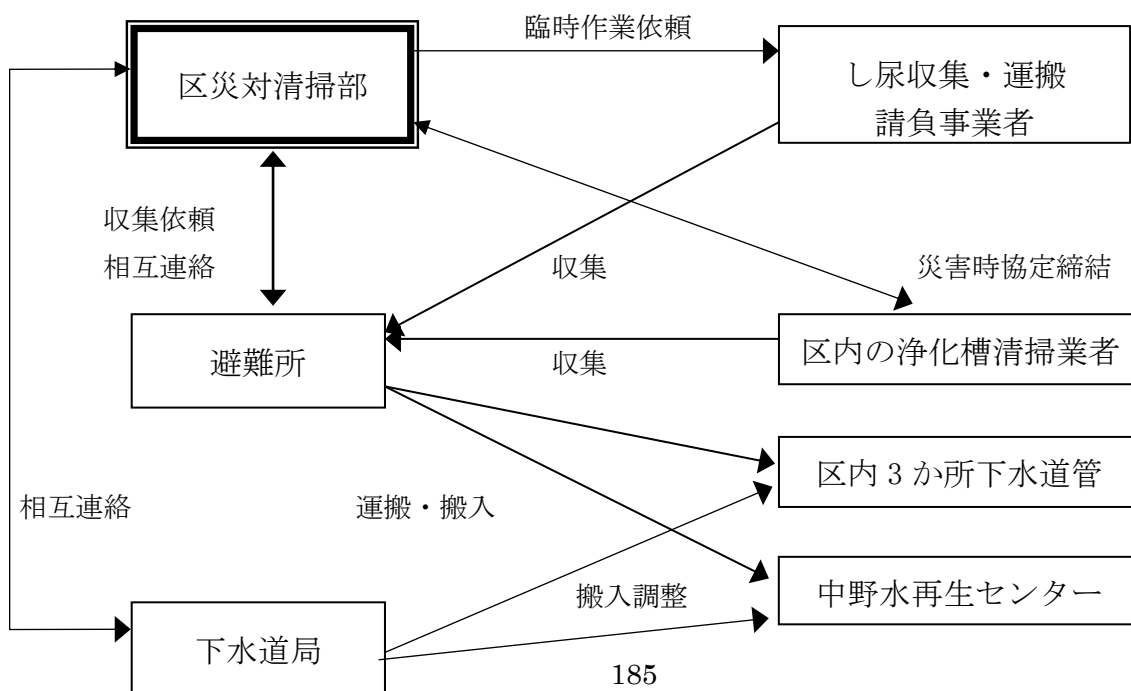 臨時作業依頼
区災対清掃部
し尿収集・運搬
請負事業者
収集依頼
相互連絡
収集
災害時協定締結
避難所
収集
区内の浄化槽清掃業者
区内3か所下水道管
相互連絡
運搬・搬入
搬入調整
中野水再生センター
下水道局
185